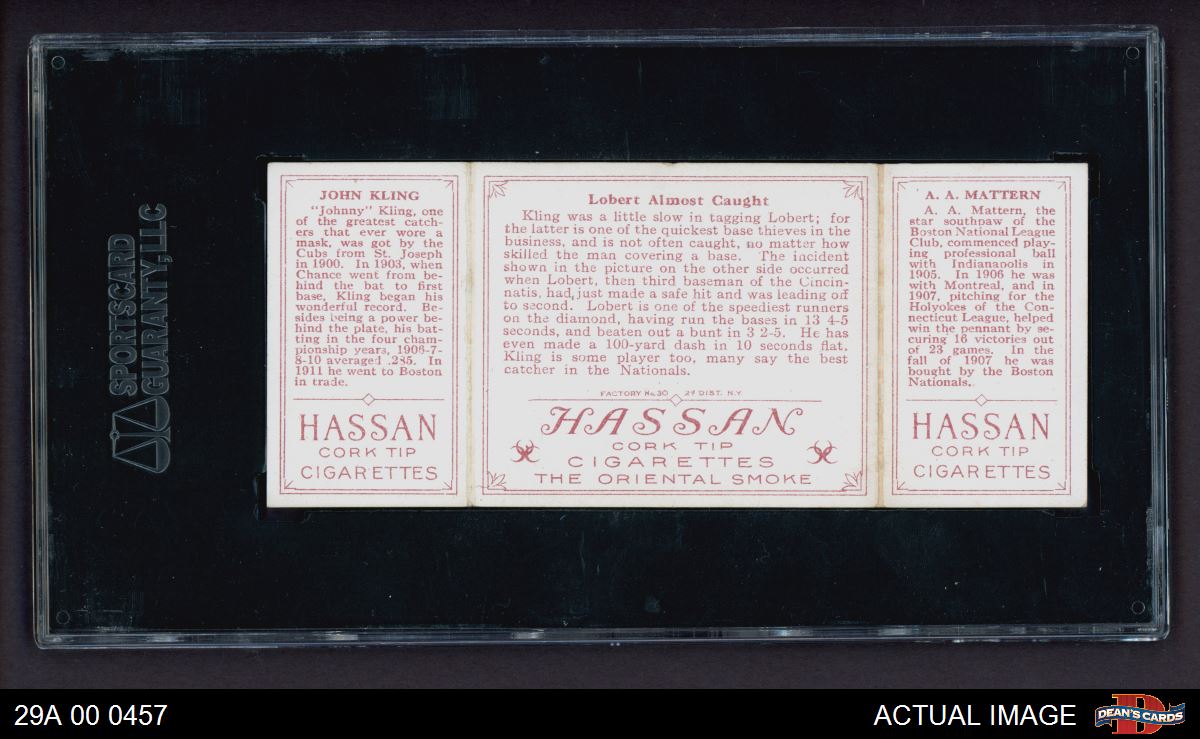 SPORTSCARD
GUARANTY, LLC
JOHN KLING
"Johnny" Kling, one
of the greatest catch-
ers that ever wore a
mask, was got by the
Cubs from St. Joseph
in 1900. In 1903, when
Chance went from be-
hind the bat to first
base, Kling began his
wonderful record. Be-
sides being a power be-
hind the plate, his bat-
ting in the four cham-
pionship years, 1906-7-
8-10 averaged .285. In
1911 he went to Boston
in trade.
HASSAN
CORK TIP
CIGARETTES
Lobert Almost Caught
Kling was a little slow in tagging Lobert; for
the latter is one of the quickest base thieves in the
business, and is not often caught, no matter how
skilled the man covering a base. The incident
shown in the picture on the other side occurred
when Lobert, then third baseman of the Cincin-
natis, had just made a safe hit and was leading off
to second. Lobert is one of the speediest runners
on the diamond, having run the bases in 13 4-5
seconds, and beaten out a bunt in 3 2-5. He has
even made a 100-yard dash in 10 seconds flat.
Kling is some player too, many say the best
catcher in the Nationals.
FACTORY No. 30 2d DIST. N.Y.
HASSAN
CORK TIP
CIGARETTES
THE ORIENTAL SMOKE
A. A. MATTERN
A. A. Mattern, the
star southpaw of the
Boston National League
Club, commenced play-
ing professional ball
with Indianapolis in
1905. In 1906 he was
with Montreal, and in
1907, pitching for the
Holyokes of the Con-
necticut League, helped
win the pennant by se-
curing 16 victories out
of 23 games. In the
fall of 1907 he was
bought by the Boston
Nationals.
HASSAN
CORK TIP
CIGARETTES
29A 00 0457
ACTUAL IMAGE
D
DEAN'S CARDS